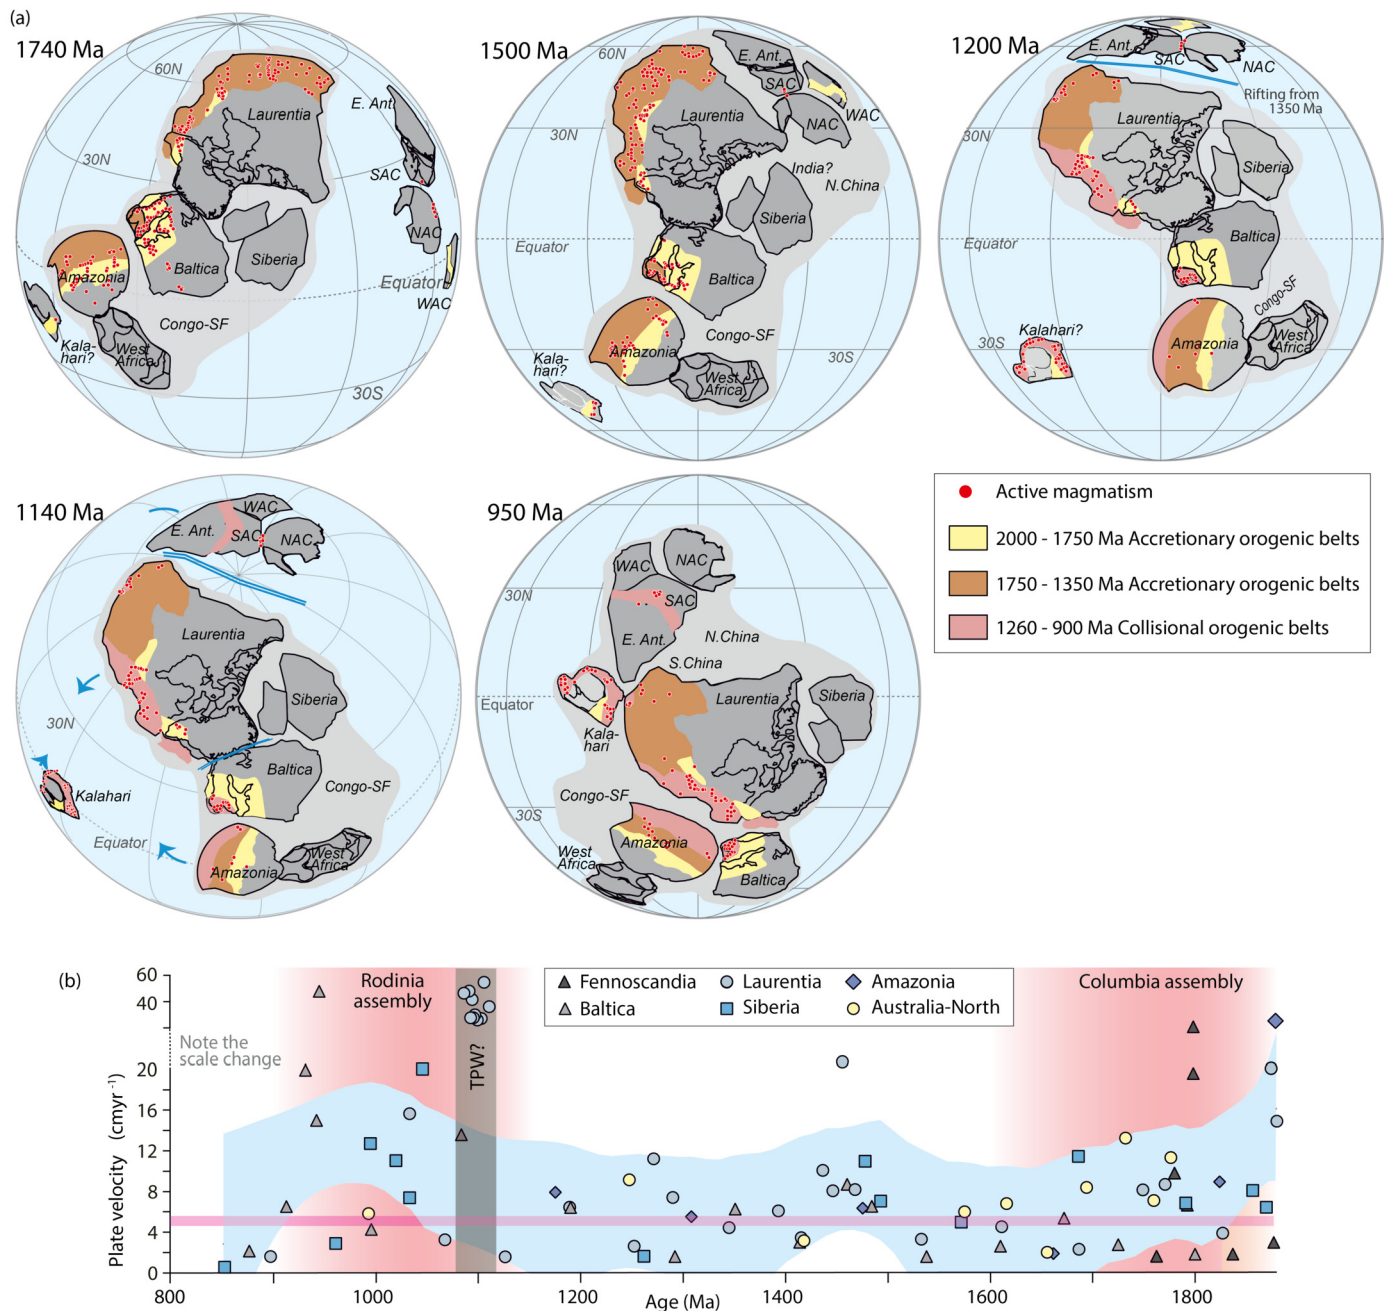 (a)
1740 Ma
60N
30N
Laurentia
E. Ant.
SAC
NAC
Equator
WAC
Amazonia
Baltica
Siberia
Congo-SF
Kala-
hari?
West
Africa
30S
1500 Ma
60N
30N
Equator
Laurentia
E. Ant.
SAC
WAC
NAC
India?
N.China
Siberia
Baltica
Amazonia
Congo-SF
West
Africa
Kala-
hari?
30S
1200 Ma
E. Ant.
SAC
NAC
Rifting from
1350 Ma
30N
Laurentia
Siberia
Equator
Baltica
Congo-SF
Kalahari?
30S
Amazonia
West
Africa
1140 Ma
WAC
E. Ant.
SAC
NAC
Laurentia
30N
Siberia
Baltica
Kalahari
Congo-SF
Equator
Amazonia
West
Africa
950 Ma
WAC
NAC
30N
SAC
E. Ant.
N.China
S.China
Laurentia
Siberia
Equator
Kala-
hari
Congo-SF
30S
Amazonia
West
Africa
Baltica
Active magmatism
2000 - 1750 Ma Accretionary orogenic belts
1750 - 1350 Ma Accretionary orogenic belts
1260 - 900 Ma Collisional orogenic belts
(b)
60
40
20
16
12
8
4
0
Plate velocity (cmyr⁻¹)
Note the
scale change
Rodinia
assembly
TPW?
Fennoscandia
Laurentia
Amazonia
Baltica
Siberia
Australia-North
Columbia assembly
800
1000
1200
1400
1600
1800
Age (Ma)